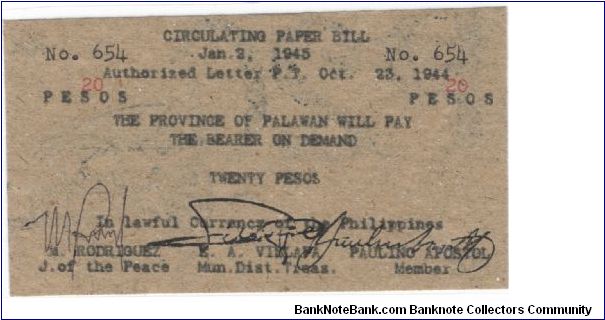 CIRCULATING PAPER BILL
No. 654 Jan.2, 1945 No. 654
Authorized Letter P.T. Oct. 23, 1944
20 20
PESOS PESOS
THE PROVINCE OF PALAWAN WILL PAY
THE BEARER ON DEMAND
TWENTY PESOS
In lawful Currency of the Philippines
M. RODRIGUEZ E. A. VILLAPA PAULINO APOSTOL
J.of the Peace Mun.Dist.Treas. Member
BankNoteBank.com Banknote Collectors Community